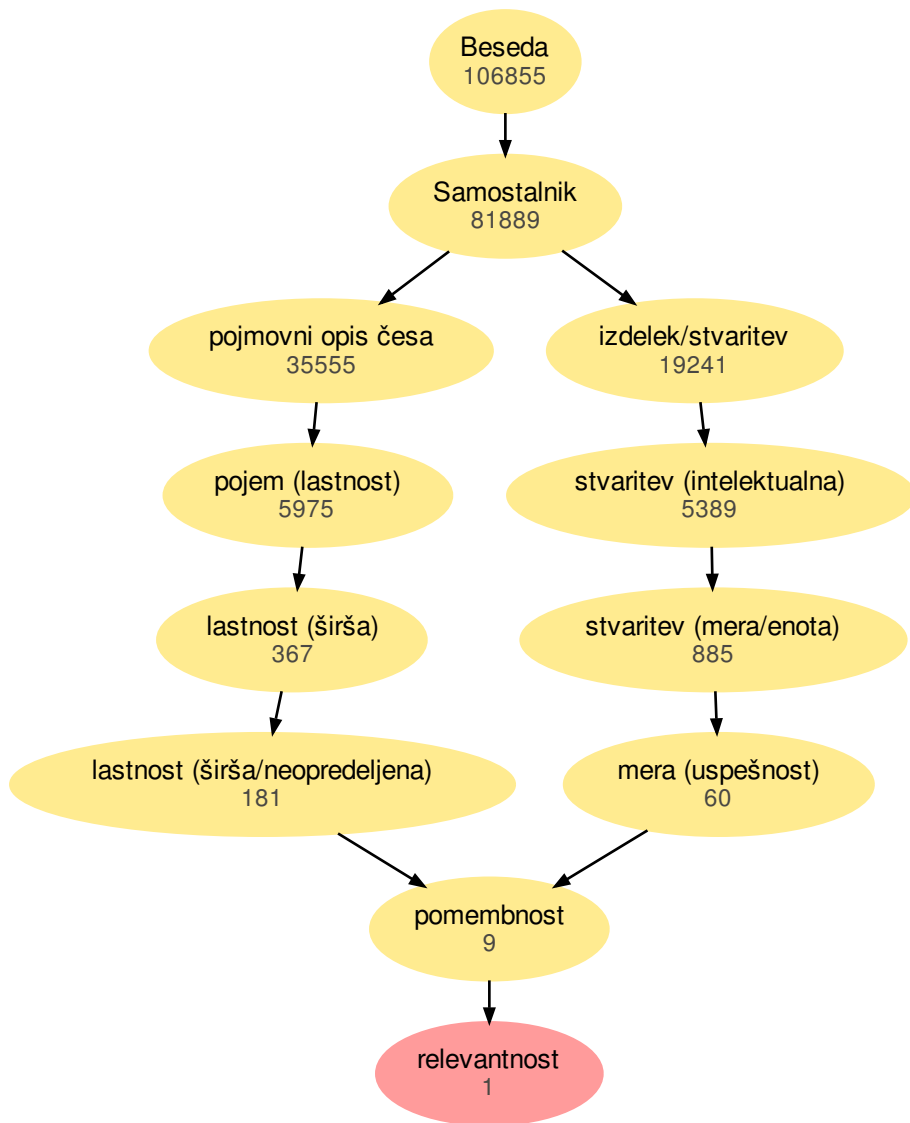 Beseda
106855
Samostalnik
81889
pojmovni opis česa
35555
izdelek/stvaritev
19241
pojem (lastnost)
5975
stvaritev (intelektualna)
5389
lastnost (širša)
367
stvaritev (mera/enota)
885
lastnost (širša/neopredeljena)
181
mera (uspešnost)
60
pomembnost
9
relevantnost
1